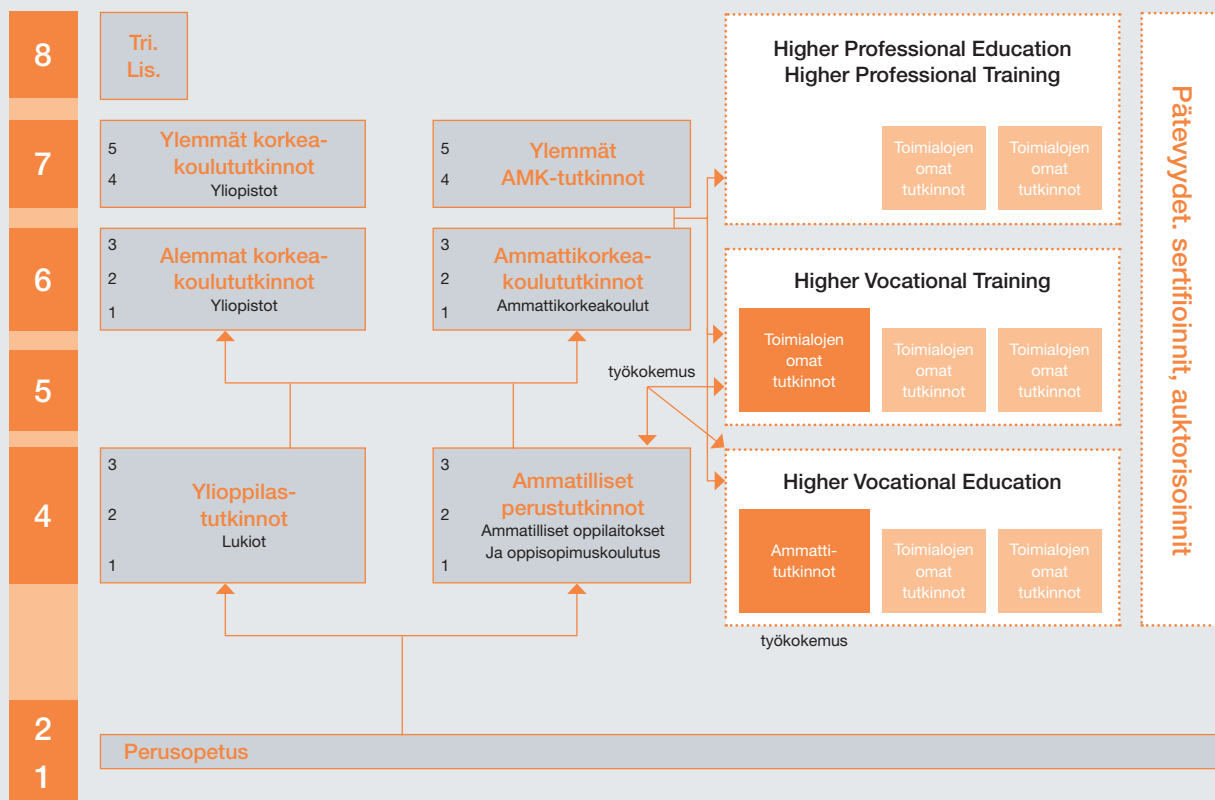 8
Tri.
Lis.
Higher Professional Education
Higher Professional Training
Toimialojen
omat
tutkinnot
Toimialojen
omat
tutkinnot
7
5
4
Ylemmät korkea-
koulututkinnot
Yliopistot
5
4
Ylemmät
AMK-tutkinnot
6
3
2
1
Alemmat korkea-
koulututkinnot
Yliopistot
3
2
1
Ammattikorkea-
koulututkinnot
Ammattikorkeakoulut
Higher Vocational Training
Toimialojen
omat
tutkinnot
Toimialojen
omat
tutkinnot
Toimialojen
omat
tutkinnot
5
työkokemus
4
3
2
1
Ylioppilas-
tutkinnot
Lukiot
3
2
1
Ammatilliset
perustutkinnot
Ammatilliset oppilaitokset
Ja oppisopimuskoulutus
Higher Vocational Education
Ammatti-
tutkinnot
Toimialojen
omat
tutkinnot
Toimialojen
omat
tutkinnot
työkokemus
2
1
Perusopetus
Pätevyydet. sertifioinnit, auktorisoinnit